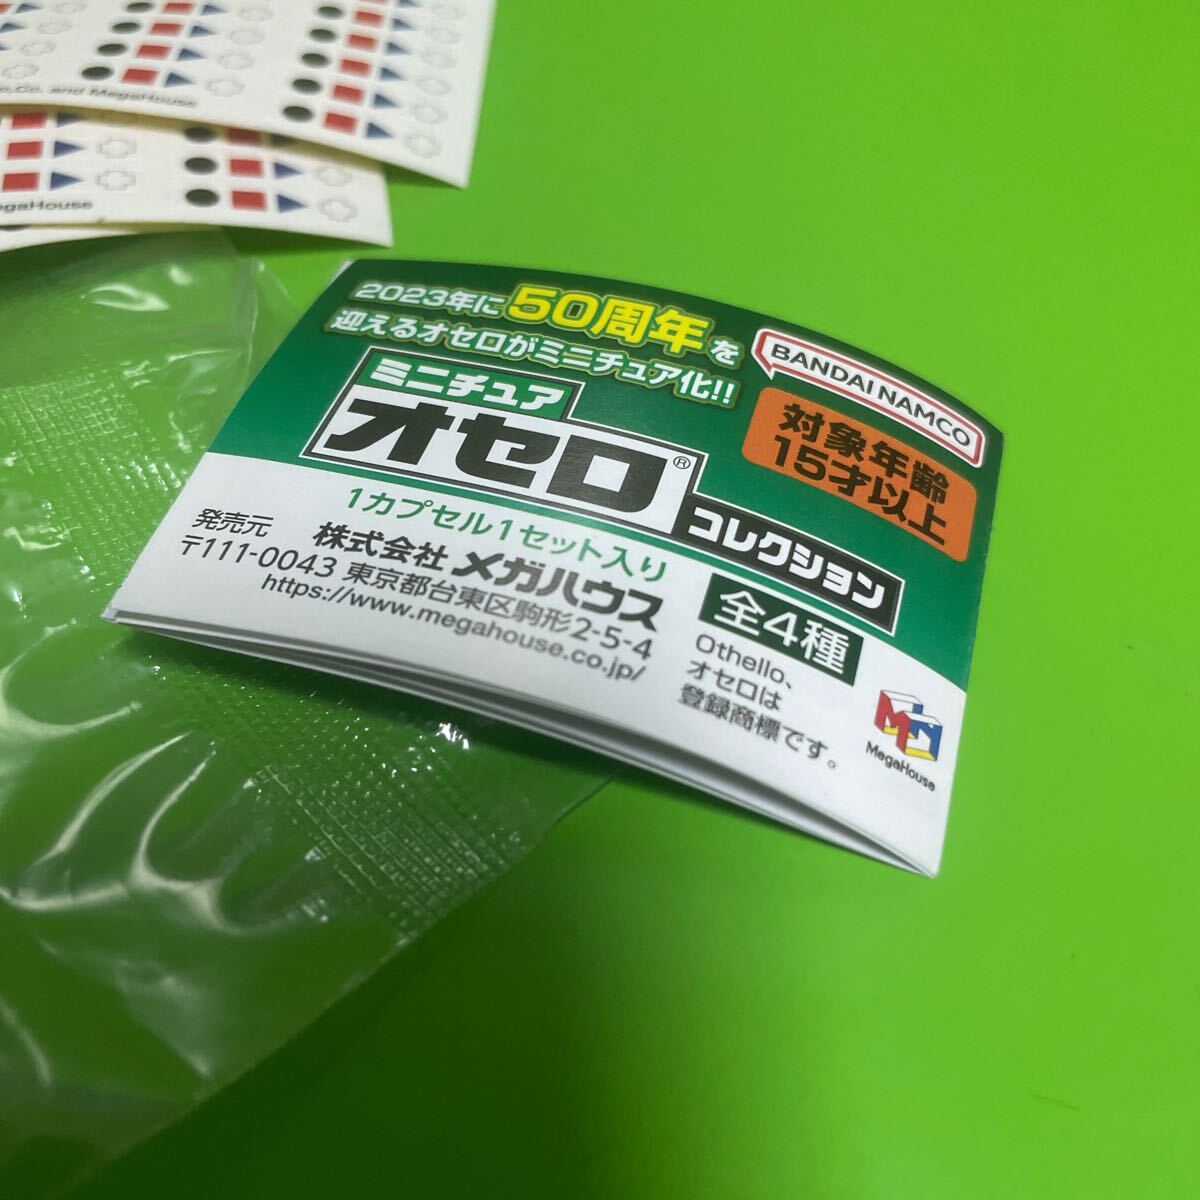 o,Co. and MegaHouse
egaHouse
2023年に50周年を
迎えるオセロがミニチュア化!!
BANDAI NAMCO
対象年齢
15才以上
ミニチュア
オセロ®
コレクション
1カプセル1セット入り
全4種
発売元 株式会社 メガハウス
〒111-0043 東京都台東区駒形2-5-4
https://www.megahouse.co.jp/
Othello、
オセロは
登録商標です。
MegaHouse